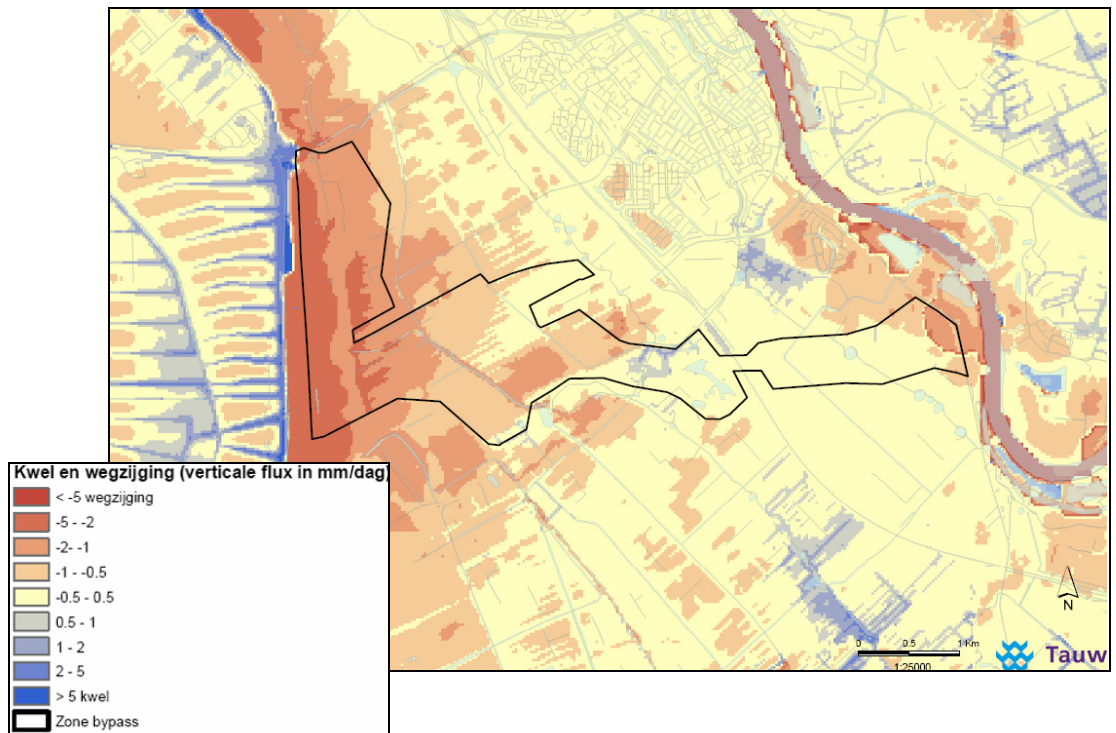 N
0 0.5 1 Km
1:25000
Tauw
Kwel en wegzijging (verticale flux in mm/dag)
< -5 wegzijging
-5 - -2
-2- -1
-1 - -0.5
-0.5 - 0.5
0.5 - 1
1 - 2
2 - 5
> 5 kwel
Zone bypass